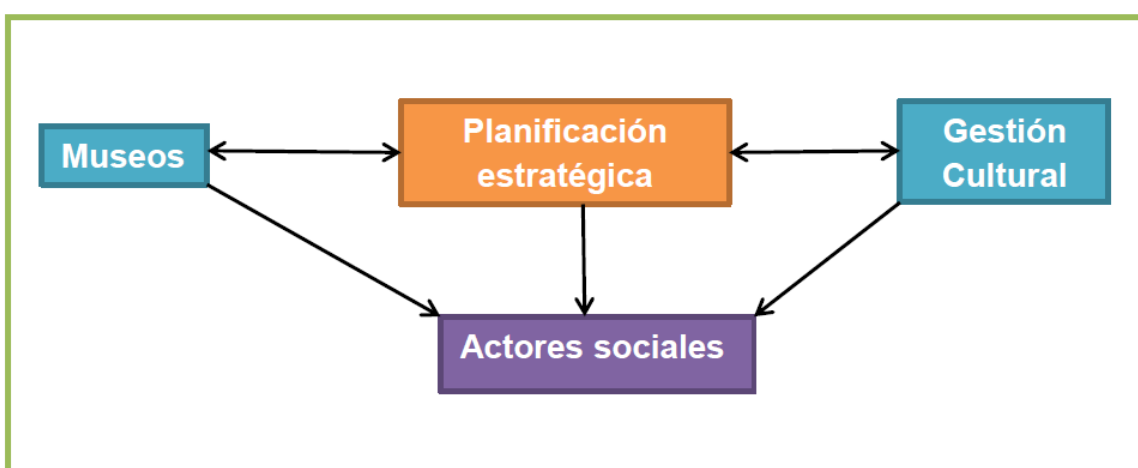 Museos
Planificación
estratégica
Gestión
Cultural
Actores sociales